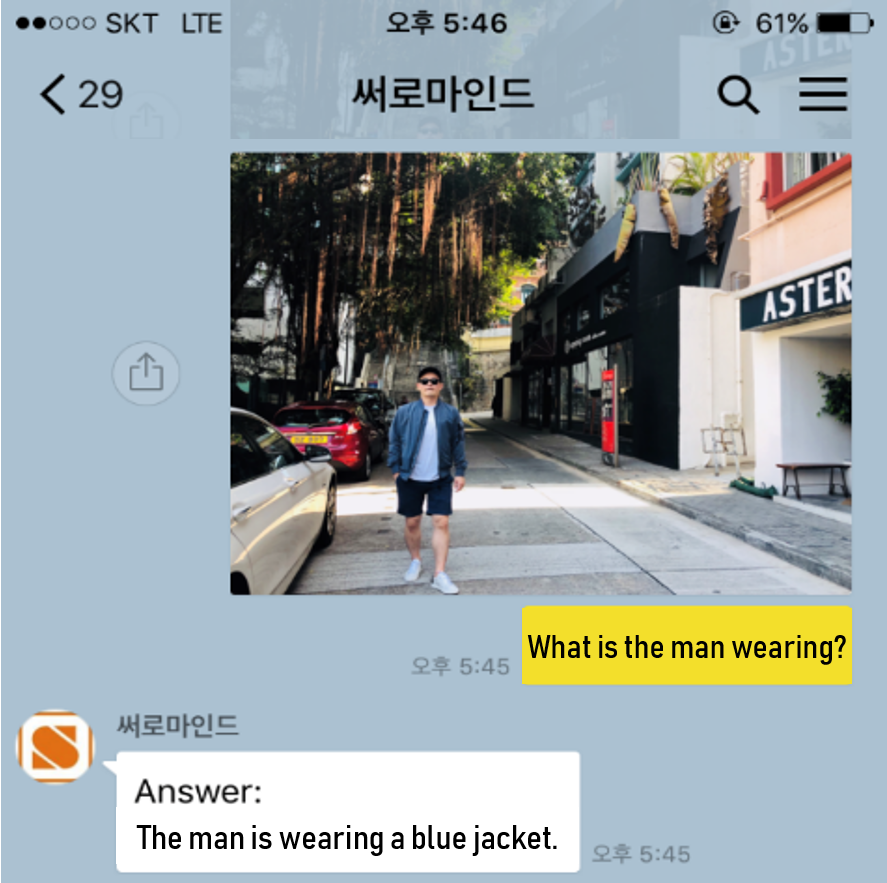 SKT LTE 오후 5:46 61%
29 써로마인드
ASTER
ASTER
What is the man wearing?
오후 5:45
써로마인드
S
Answer:
The man is wearing a blue jacket.
오후 5:45